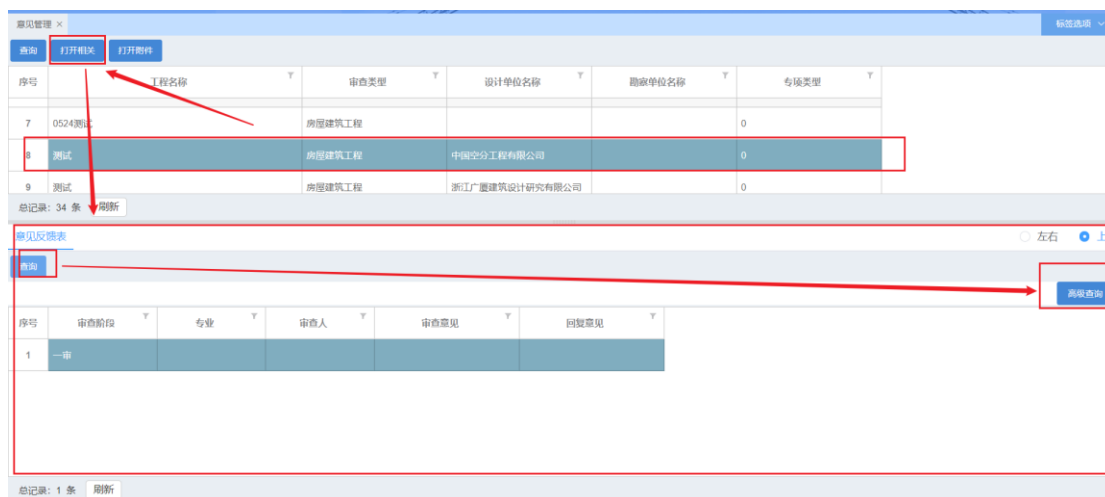 意见管理 ×
标签选项
查询 打开相关 打开附件
序号 工程名称 审查类型 设计单位名称 勘察单位名称 专项类型
7 0524测试 房屋建筑工程 0
8 测试 房屋建筑工程 中国空分工程有限公司 0
9 测试 房屋建筑工程 浙江广厦建筑设计研究有限公司 0
总记录: 34 条 刷新
意见反馈表 左右 上
查询
高级查询
序号 审查阶段 专业 审查人 审查意见 回复意见
1 一审
总记录: 1 条 刷新